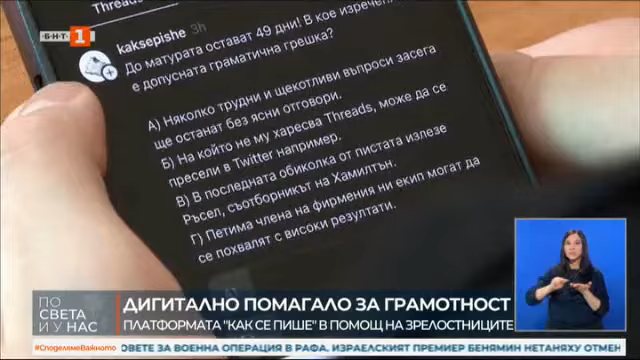 Threads
БНТ 1
kaksepishe 3h
До матурата остават 49 дни! В кое изречен
е допусната граматична грешка?
А) Няколко трудни и щекотливи въпроси засега
ще останат без ясни отговори.
Б) На който не му харесва Threads, може да се
пресели в Twitter например.
В) В последната обиколка от пистата излезе
Ръсел, съотборникът на Хамилтън.
Г) Петима члена на фирмения ни екип могат да
се похвалят с високи резултати.
ПО
СВЕТА
И У НАС
ДИГИТАЛНО ПОМАГАЛО ЗА ГРАМОТНОСТ
ПЛАТФОРМАТА "КАК СЕ ПИШЕ" В ПОМОЩ НА ЗРЕЛОСТНИЦИТЕ
#СподелямеВажното ОВЕТЕ ЗА ВОЕННА ОПЕРАЦИЯ В РАФА. ИЗРАЕЛСКИЯТ ПРЕМИЕР БЕНЯМИН НЕТАНЯХУ ОТМЕН